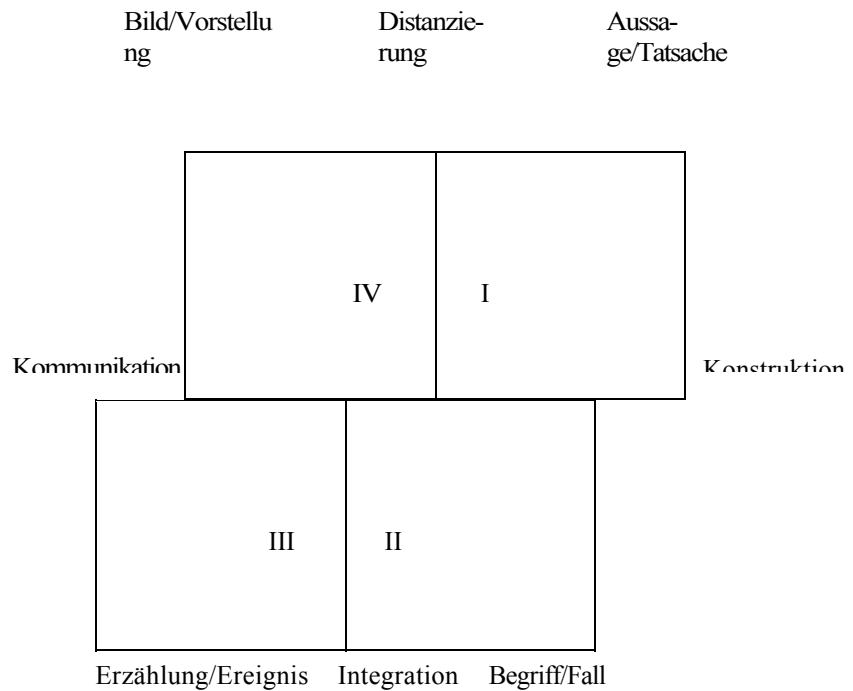 Bild/Vorstellu Distanzie- Aussa-
ng rung ge/Tatsache
IV I
Kommunikation Konstruktion
III II
Erzählung/Ereignis Integration Begriff/Fall